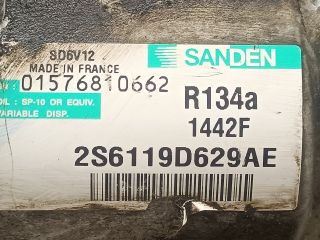 SD6V12
MADE IN FRANCE
SANDEN
: 01576810662
R134a
OIL : SP-10 OR EQUIV.
VARIABLE DISP.
1442F
2S6119D629AE